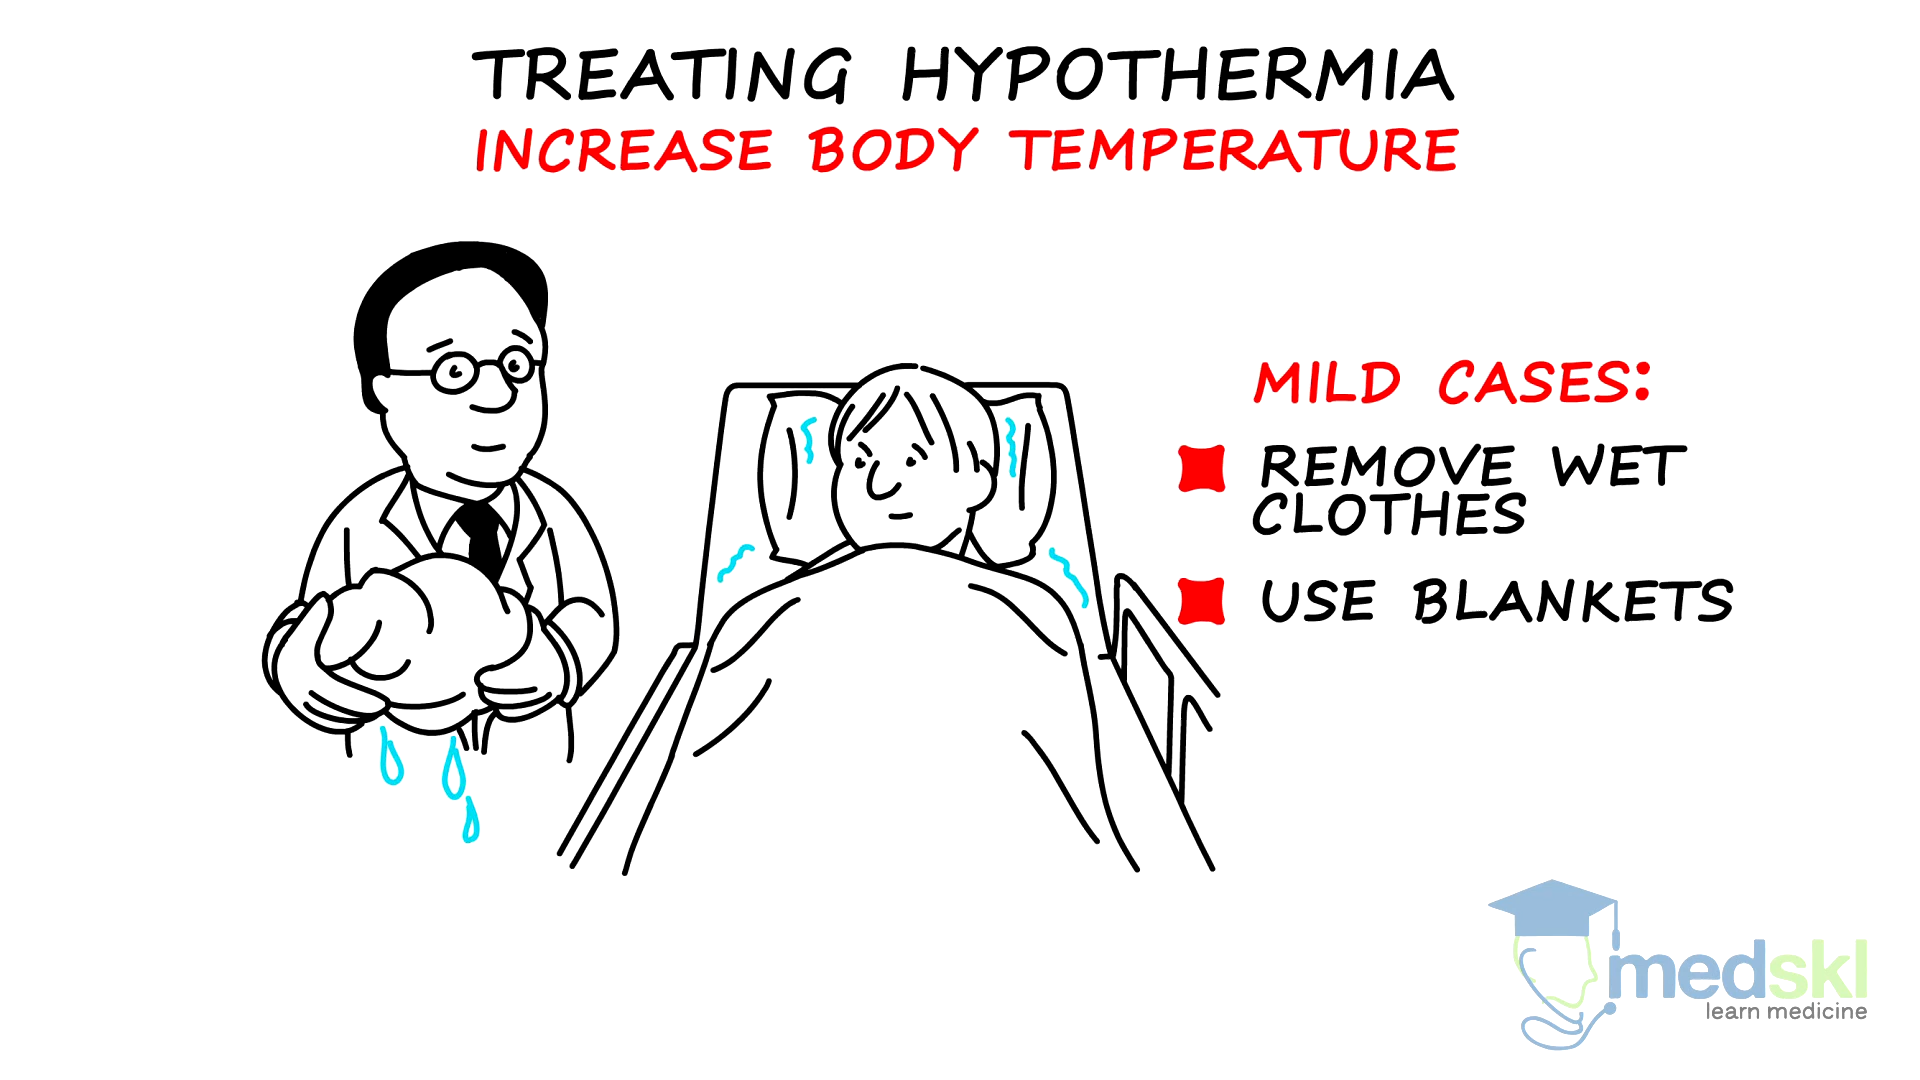 TREATING HYPOTHERMIA
INCREASE BODY TEMPERATURE
MILD CASES:
REMOVE WET
CLOTHES
USE BLANKETS
medskl
learn medicine